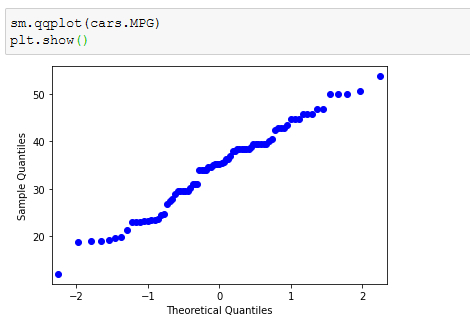 sm.qqplot(cars.MPG)
plt.show()
50
40
30
20
Sample Quantiles
−2 −1 0 1 2
Theoretical Quantiles